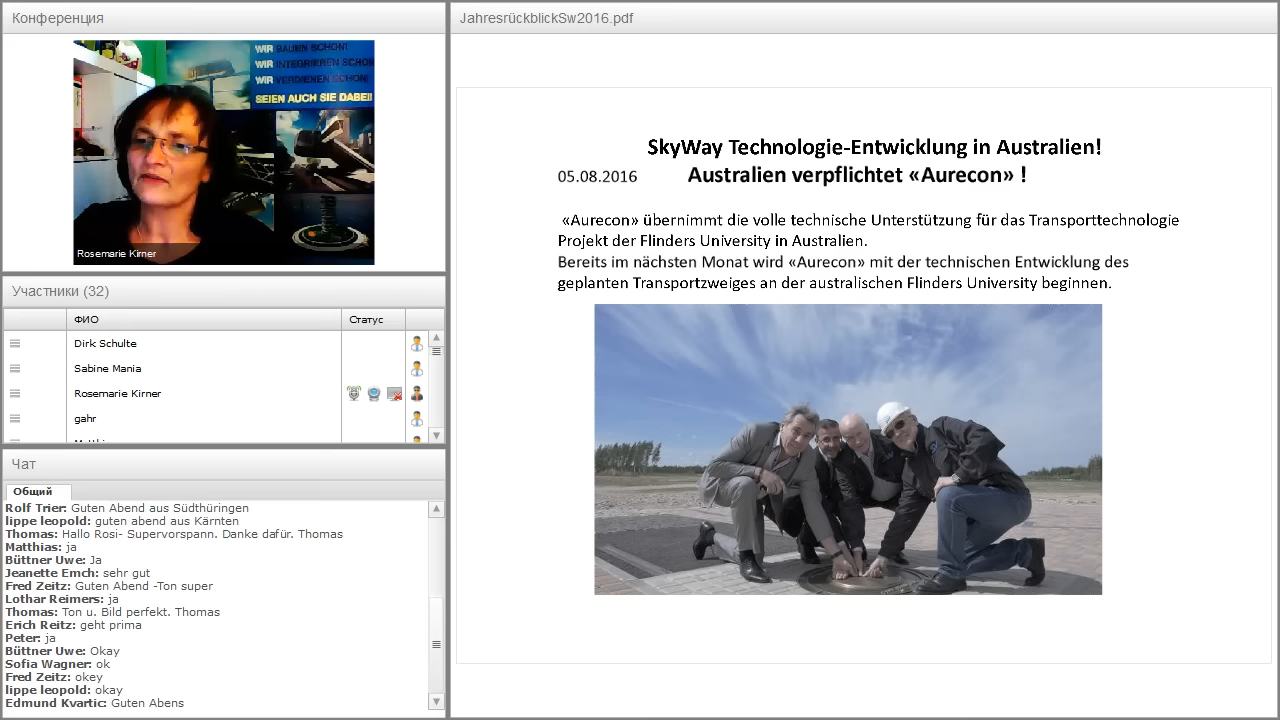 Конференция
WIR BAUEN SCHON!
WIR INTEGRIEREN SCHON
WIR VERDIENEN SCHON!
SEIEN AUCH SIE DABEI!
Rosemarie Kirner
Участники (32)
ФИО Статус
Dirk Schulte
Sabine Mania
Rosemarie Kirner
gahr
Чат
Общий
Rolf Trier: Guten Abend aus Südthüringen
lippe leopold: guten abend aus Kärnten
Thomas: Hallo Rosi- Supervorspann. Danke dafür. Thomas
Matthias: ja
Büttner Uwe: Ja
Jeanette Emch: sehr gut
Fred Zeitz: Guten Abend -Ton super
Lothar Reimers: ja
Thomas: Ton u. Bild perfekt. Thomas
Erich Reitz: geht prima
Peter: ja
Büttner Uwe: Okay
Sofia Wagner: ok
Fred Zeitz: okey
lippe leopold: okay
Edmund Kvartic: Guten Abens
JahresrückblickSw2016.pdf
SkyWay Technologie-Entwicklung in Australien!
05.08.2016 Australien verpflichtet «Aurecon» !
«Aurecon» übernimmt die volle technische Unterstützung für das Transporttechnologie
Projekt der Flinders University in Australien.
Bereits im nächsten Monat wird «Aurecon» mit der technischen Entwicklung des
geplanten Transportzweiges an der australischen Flinders University beginnen.